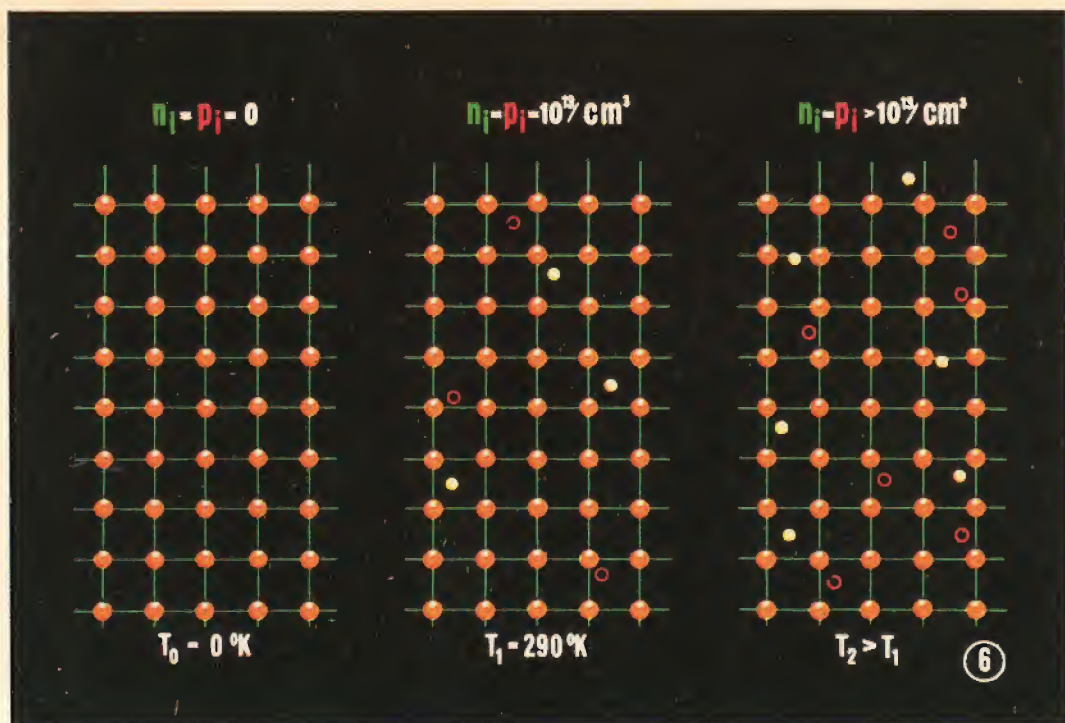 nᵢ = pᵢ = 0
nᵢ = pᵢ = 10¹³/cm³
nᵢ = pᵢ > 10¹³/cm³
T₀ = 0 °K
T₁ = 290 °K
T₂ > T₁
6